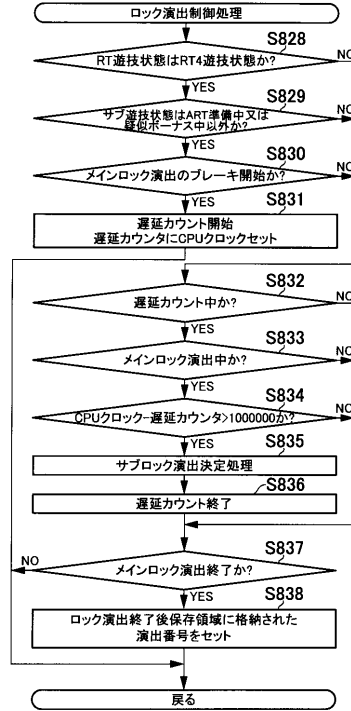 ロック演出制御処理
S828
RT遊技状態はRT4遊技状態か?
NO
YES
S829
サブ遊技状態はART準備中又は
疑似ボーナス中以外か?
NO
YES
S830
メインロック演出のブレーキ開始か?
NO
YES
S831
遅延カウント開始
遅延カウンタにCPUクロックセット
S832
遅延カウント中か?
NO
YES
S833
メインロック演出中か?
NO
YES
S834
CPUクロック-遅延カウンタ>1000000か?
NO
YES
S835
サブロック演出決定処理
S836
遅延カウント終了
S837
NO
メインロック演出終了か?
YES
S838
ロック演出終了後保存領域に格納された
演出番号をセット
戻る